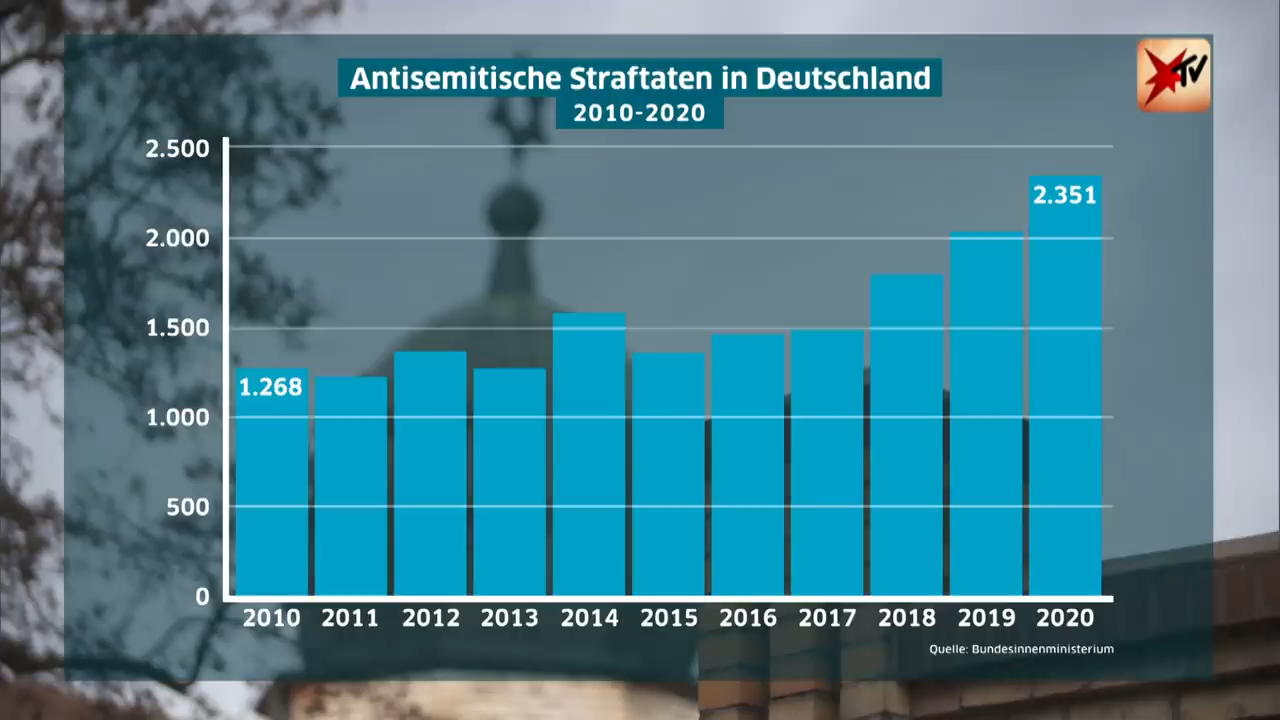 Antisemitische Straftaten in Deutschland
2010-2020
TV
2.500
2.000
1.500
1.000
500
0
1.268
2.351
2010 2011 2012 2013 2014 2015 2016 2017 2018 2019 2020
Quelle: Bundesinnenministerium